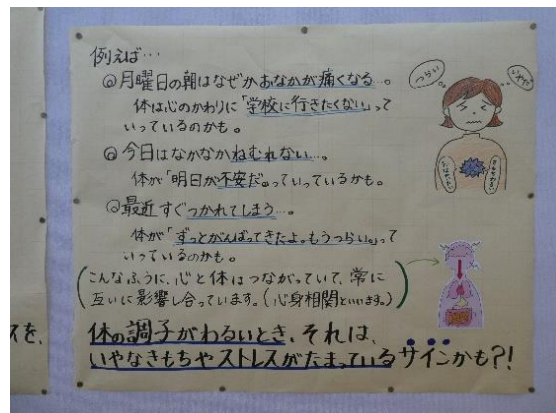 例えば…
◎月曜日の朝はなぜかおなかが痛くなる…。
体は心のかわりに「学校に行きたくない」って
いっているのかも。
◎今日はなかなかねむれない…。
体が「明日が不安だ。」っていっているかも。
◎最近すぐつかれてしまう…。
体が「ずっとがんばってきたよ。もうつらい。」って
いっているのかも。
(こんなふうに、心と体はつながっていて、常に
互いに影響し合っています。(心身相関といいます。))
体の調子がわるいとき、それは、
いやなきもちやストレスがたまっているサインかも?!
つらい
スを、